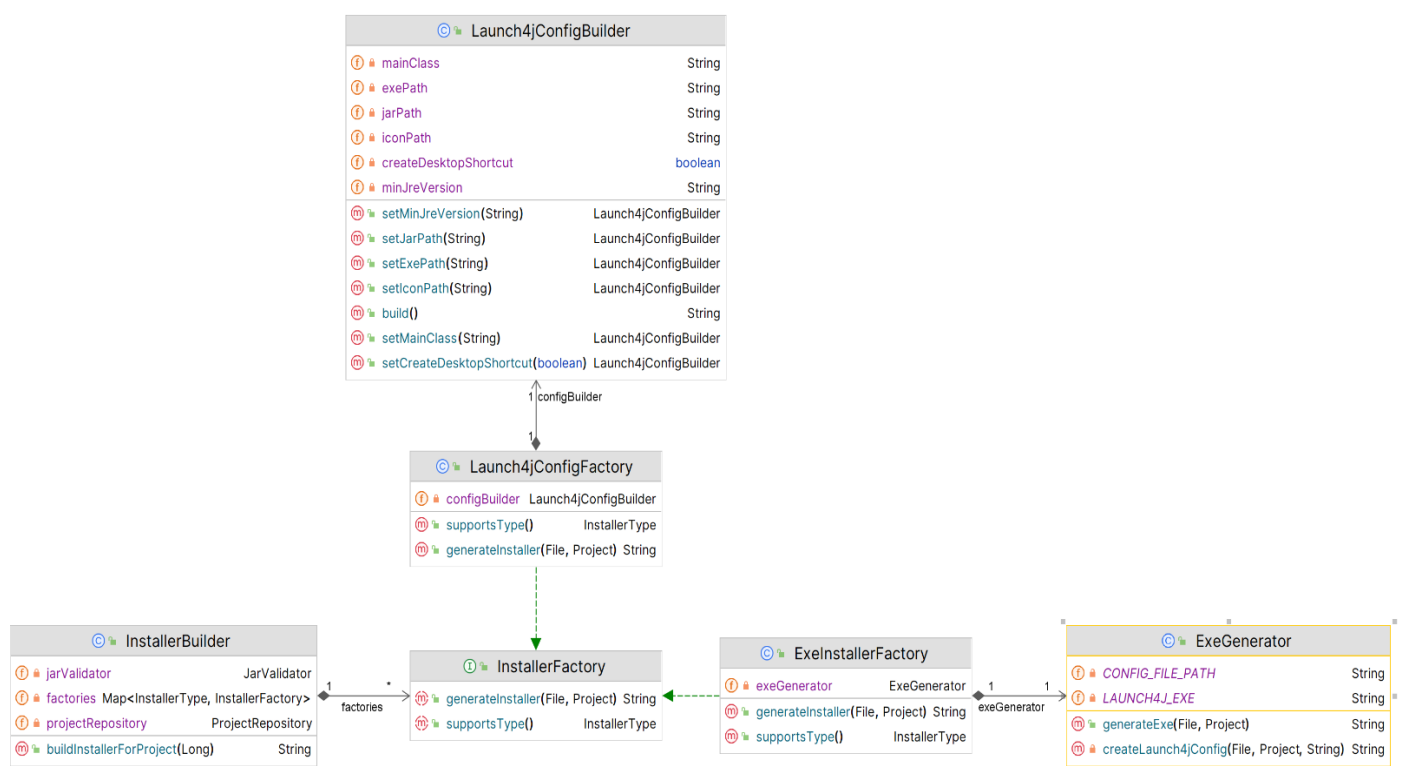 Launch4jConfigBuilder
mainClass String
exePath String
jarPath String
iconPath String
createDesktopShortcut boolean
minJreVersion String
setMinJreVersion(String) Launch4jConfigBuilder
setJarPath(String) Launch4jConfigBuilder
setExePath(String) Launch4jConfigBuilder
setIconPath(String) Launch4jConfigBuilder
build() String
setMainClass(String) Launch4jConfigBuilder
setCreateDesktopShortcut(boolean) Launch4jConfigBuilder
1 configBuilder
1
Launch4jConfigFactory
configBuilder Launch4jConfigBuilder
supportsType() InstallerType
generateInstaller(File, Project) String
InstallerBuilder
jarValidator JarValidator
factories Map<InstallerType, InstallerFactory>
projectRepository ProjectRepository
buildInstallerForProject(Long) String
1 *
factories
InstallerFactory
generateInstaller(File, Project) String
supportsType() InstallerType
ExeInstallerFactory
exeGenerator ExeGenerator
generateInstaller(File, Project) String
supportsType() InstallerType
1 1
exeGenerator
ExeGenerator
CONFIG_FILE_PATH String
LAUNCH4J_EXE String
generateExe(File, Project) String
createLaunch4jConfig(File, Project, String) String